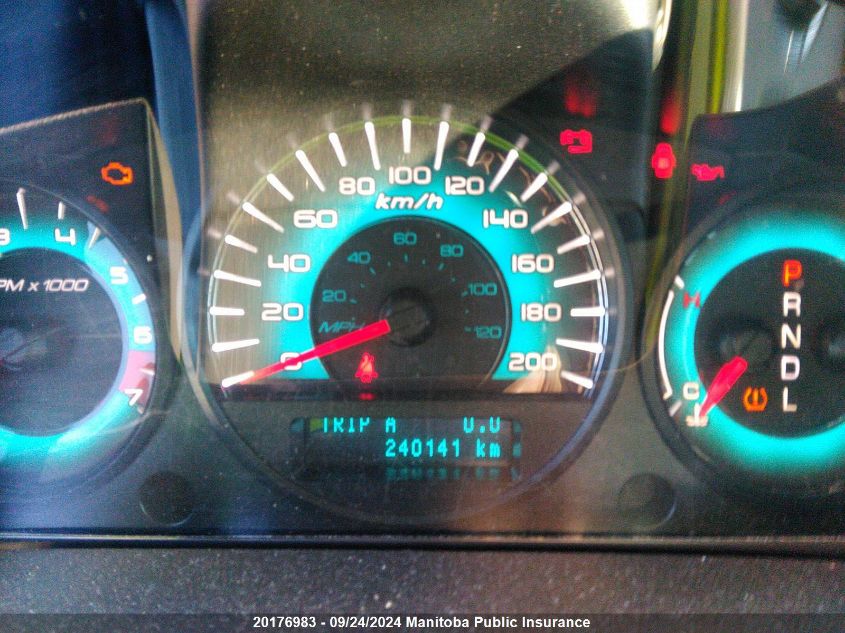 3 4 5 6 7
PM x 1000
0 20 40 60 80 100 120 140 160 180 200
km/h
20 40 60 80 100 120
MPH
H
C
P
R
N
D
L
TRIP A 0.0
240141 km
20176983 - 09/24/2024 Manitoba Public Insurance